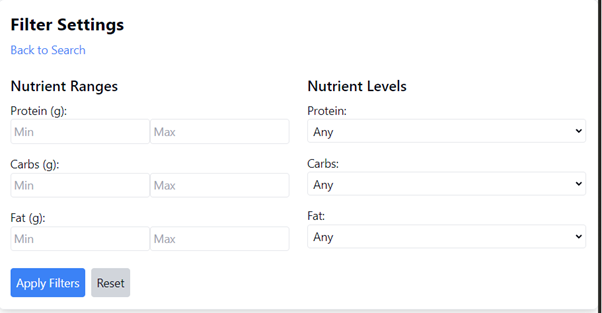 Filter Settings
Back to Search
Nutrient Ranges
Protein (g):
Min Max
Carbs (g):
Min Max
Fat (g):
Min Max
Nutrient Levels
Protein:
Any
Carbs:
Any
Fat:
Any
Apply Filters Reset